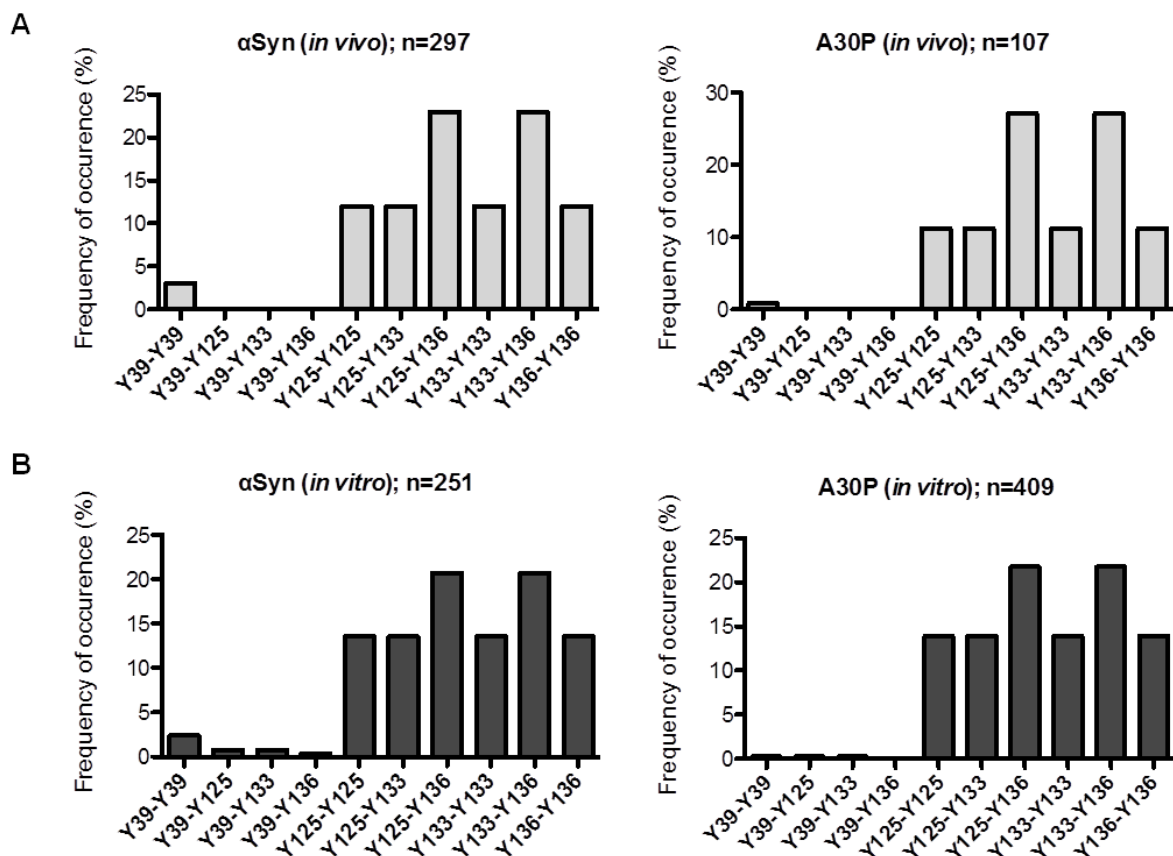 A
αSyn (in vivo); n=297
Frequency of occurence (%)
25
20
15
10
5
0
Y39-Y39
Y39-Y125
Y39-Y133
Y39-Y136
Y125-Y125
Y125-Y133
Y125-Y136
Y133-Y133
Y133-Y136
Y136-Y136
A30P (in vivo); n=107
Frequency of occurence (%)
30
20
10
0
Y39-Y39
Y39-Y125
Y39-Y133
Y39-Y136
Y125-Y125
Y125-Y133
Y125-Y136
Y133-Y133
Y133-Y136
Y136-Y136
B
αSyn (in vitro); n=251
Frequency of occurence (%)
25
20
15
10
5
0
Y39-Y39
Y39-Y125
Y39-Y133
Y39-Y136
Y125-Y125
Y125-Y133
Y125-Y136
Y133-Y133
Y133-Y136
Y136-Y136
A30P (in vitro); n=409
Frequency of occurence (%)
25
20
15
10
5
0
Y39-Y39
Y39-Y125
Y39-Y133
Y39-Y136
Y125-Y125
Y125-Y133
Y125-Y136
Y133-Y133
Y133-Y136
Y136-Y136